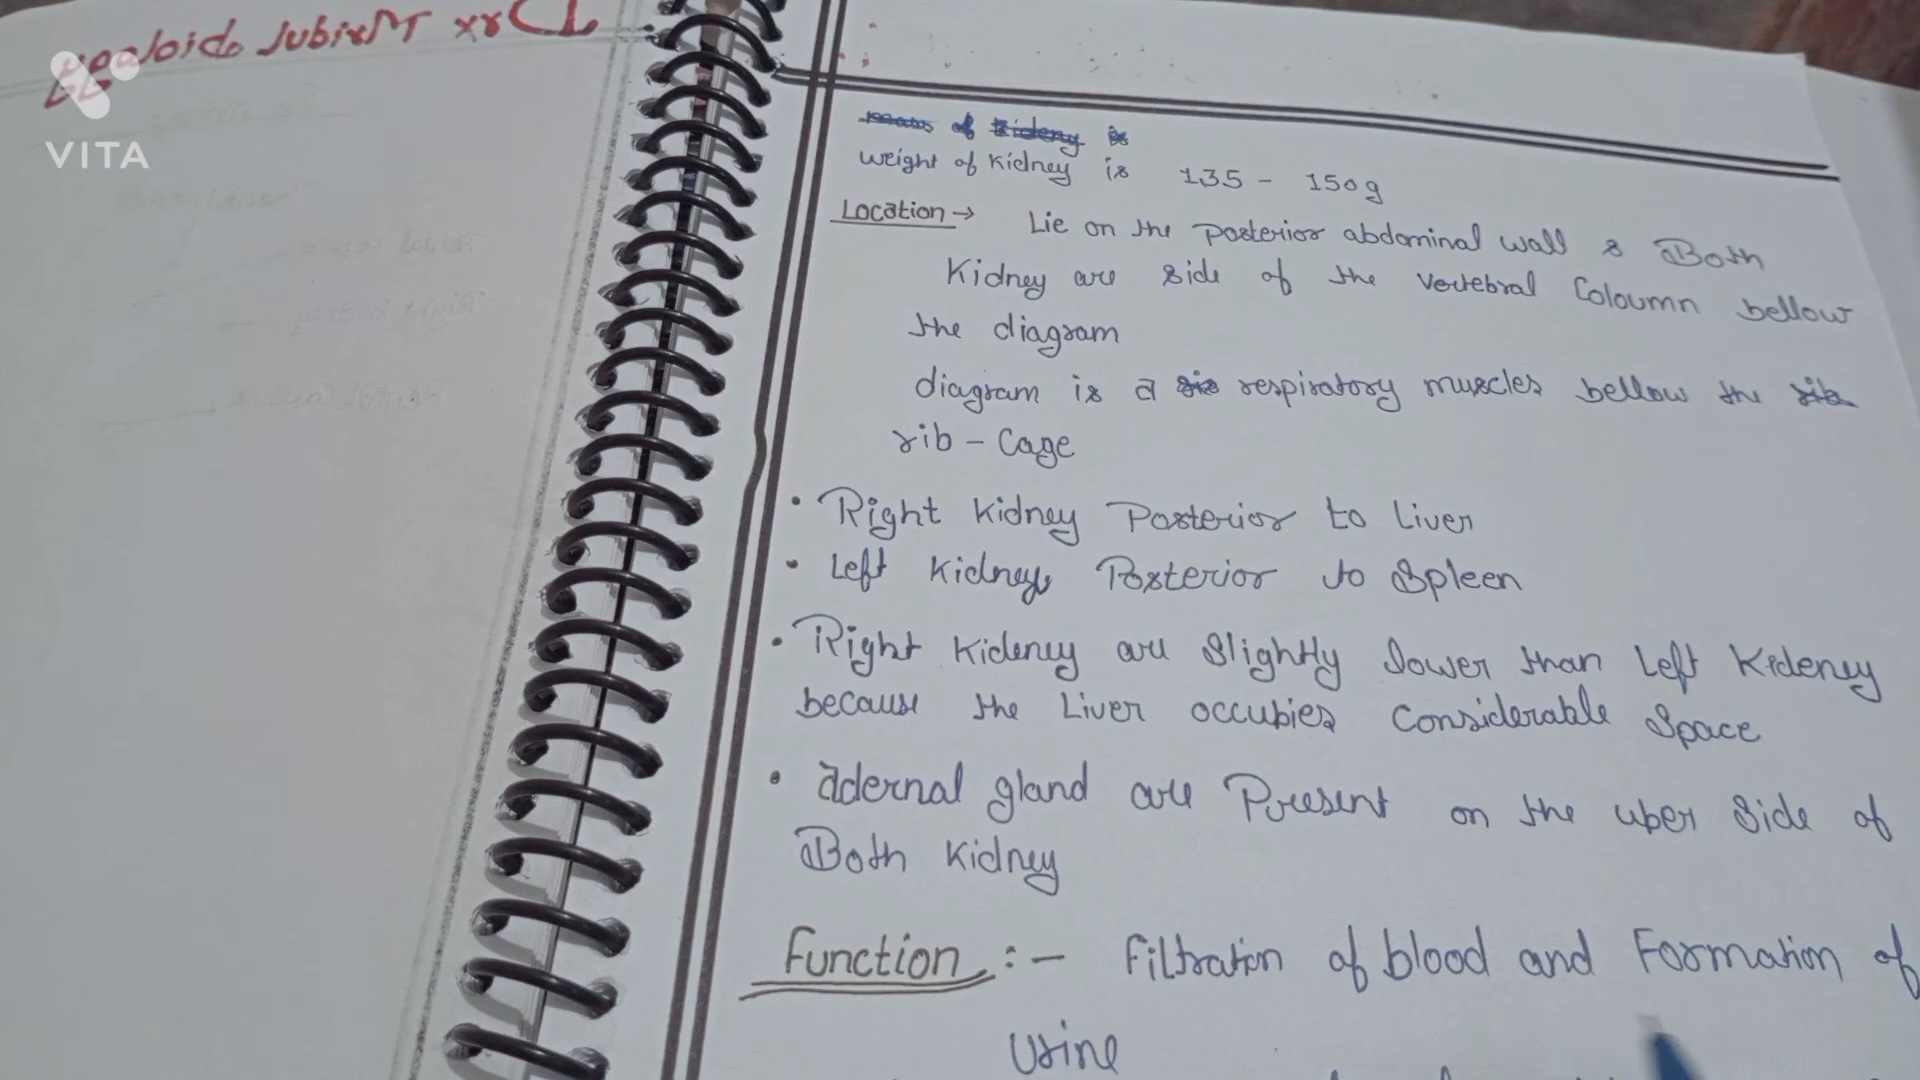 VITA
weight of kidney is 135 - 150g
Location → Lie on the posterior abdominal wall & Both
Kidney are side of the vertebral Coloumn bellow
the diagram
diagram is a respiratory muscles bellow the
rib - Cage
• Right Kidney Posterior to Liver
• Left Kidney Posterior to Spleen
• Right Kideney are slightly lower than Left Kideney
because the Liver occupies Considerable Space
• adernal gland are Present on the uber side of
Both Kidney
Function :- Filtration of blood and Formation of
Urine